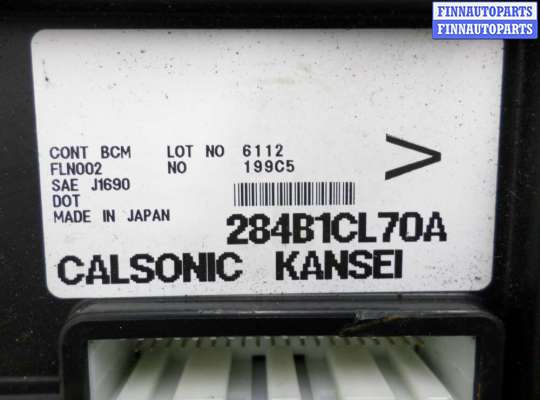 FINNAUTOPARTS
FINNAUTOPARTS
CONT BCM LOT NO 6112
FLN002 NO 199C5
SAE J1690
DOT
MADE IN JAPAN
>
284B1CL70A
CALSONIC KANSEI